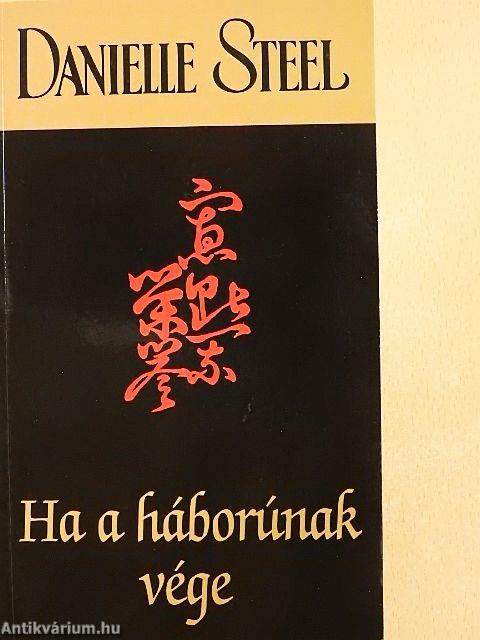 DANIELLE STEEL
Ha a háborúnak
vége
Antikvárium.hu